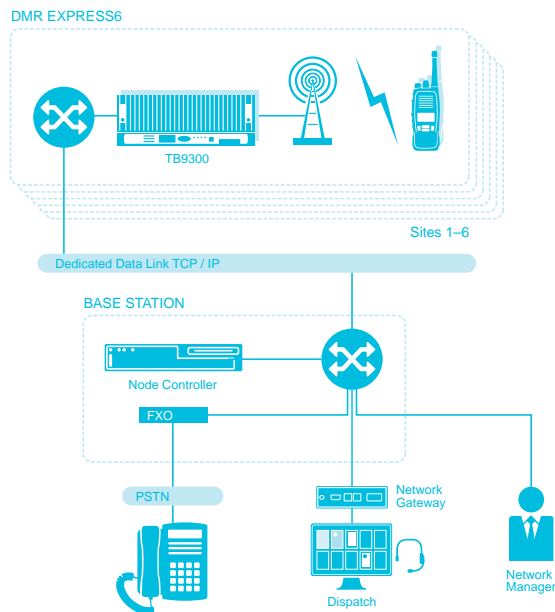 DMR EXPRESS6
TB9300
Sites 1–6
Dedicated Data Link TCP / IP
BASE STATION
Node Controller
FXO
PSTN
Network
Gateway
Dispatch
Network
Manager